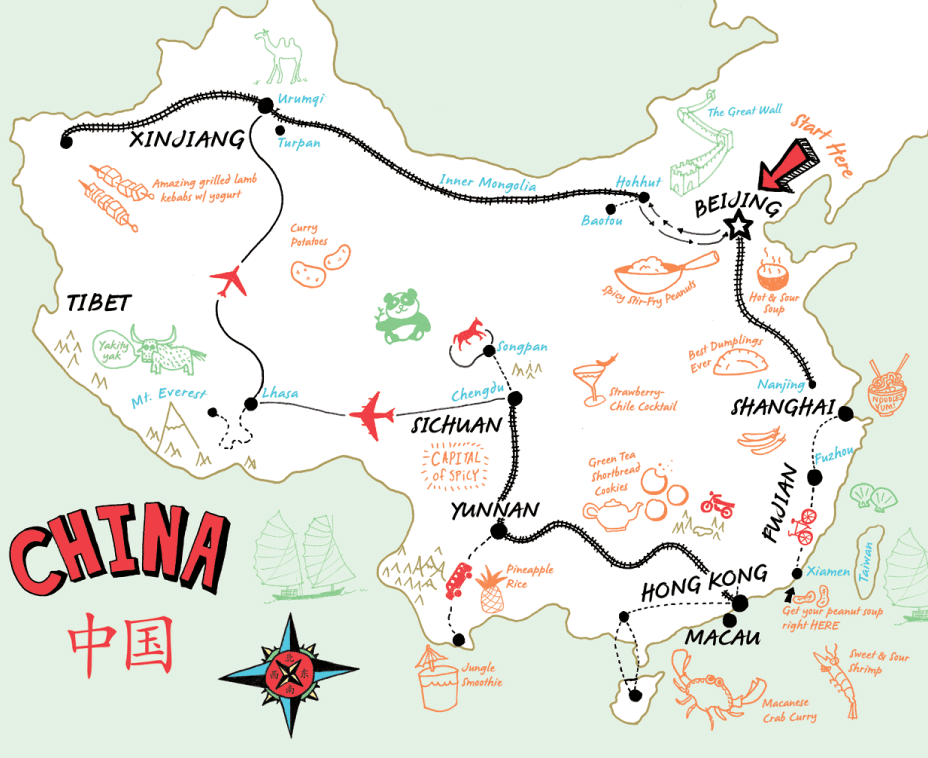 Urumqi
XINJIANG
Turpan
The Great Wall
Start Here
Amazing grilled lamb
kebabs w/ yogurt
Inner Mongolia
Hohhut
Baotou
BEIJING
Curry
Potatoes
Spicy Stir-Fry Peanuts
Hot & Sour
Soup
TIBET
Yakity
yak
Songpan
Best Dumplings
Ever
Mt. Everest
Lhasa
Chengdu
Strawberry-
Chile Cocktail
Nanjing
SHANGHAI
NOODLES
YUM!
SICHUAN
CAPITAL
of SPICY
Green Tea
Shortbread
Cookies
Fuzhou
FUJIAN
YUNNAN
CHINA
中国
Pineapple
Rice
HONG KONG
Xiamen
Taiwan
Get your peanut soup
right HERE
MACAU
Jungle
Smoothie
Macanese
Crab Curry
Sweet & Sour
Shrimp
北
西
东
南